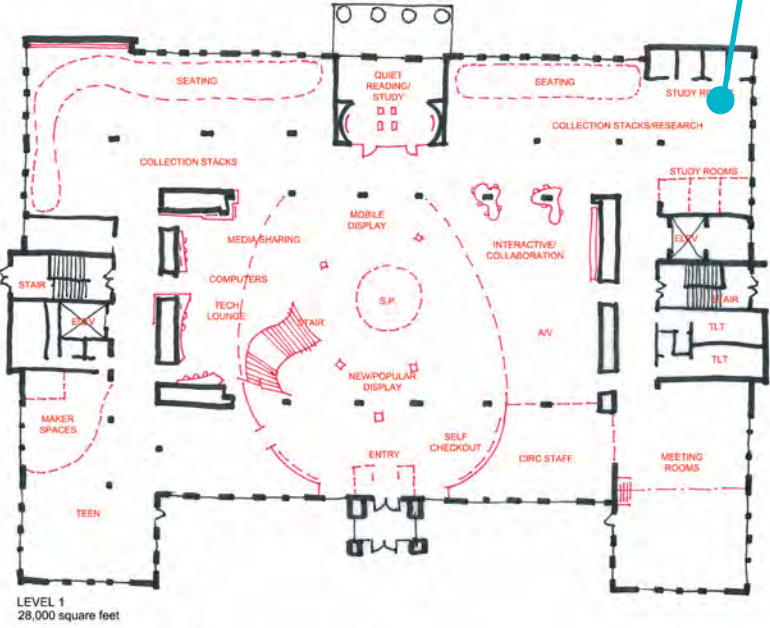 SEATING
QUIET
READING/
STUDY
SEATING
STUDY ROOMS
COLLECTION STACKS/RESEARCH
COLLECTION STACKS
STUDY ROOMS
MOBILE
DISPLAY
MEDIA SHARING
INTERACTIVE/
COLLABORATION
ELEV
COMPUTERS
STAIR
S.P.
STAIR
TECH
LOUNGE
ELEV
STAIR
A/V
TLT
TLT
NEW/POPULAR
DISPLAY
MAKER
SPACES
SELF
CHECKOUT
ENTRY
CIRC STAFF
MEETING
ROOMS
TEEN
LEVEL 1
28,000 square feet